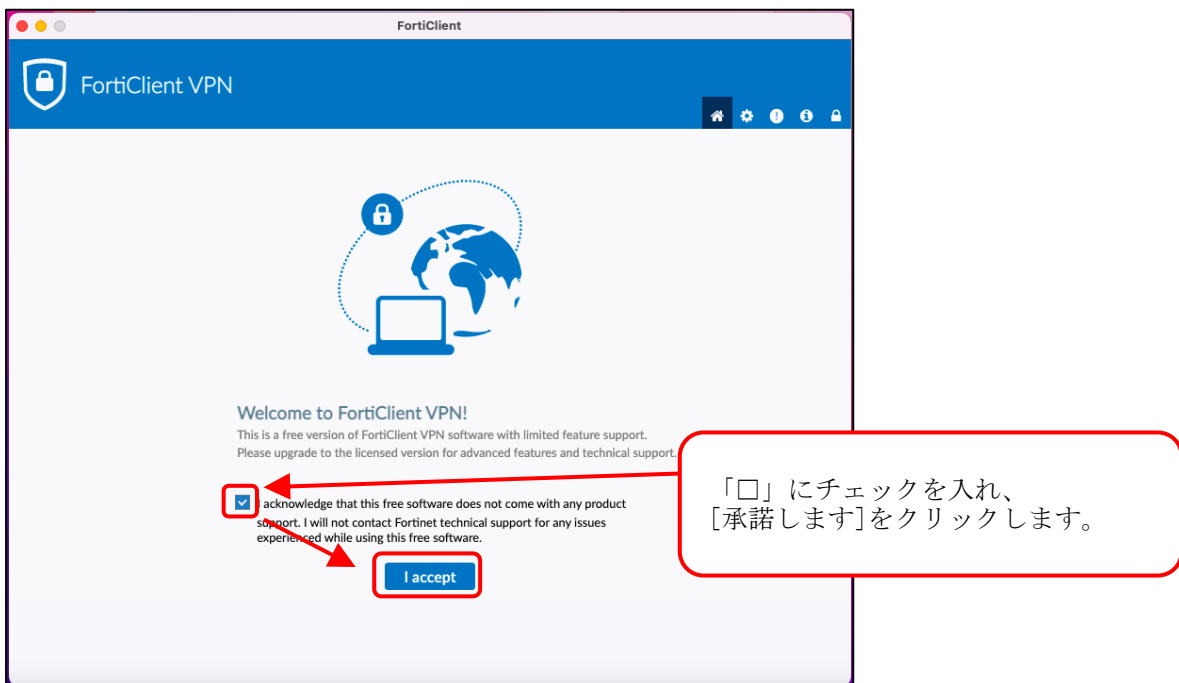 FortiClient
FortiClient VPN
Welcome to FortiClient VPN!
This is a free version of FortiClient VPN software with limited feature support.
Please upgrade to the licensed version for advanced features and technical support.
acknowledge that this free software does not come with any product
support. I will not contact Fortinet technical support for any issues
experienced while using this free software.
I accept
「□」にチェックを入れ、
[承諾します]をクリックします。